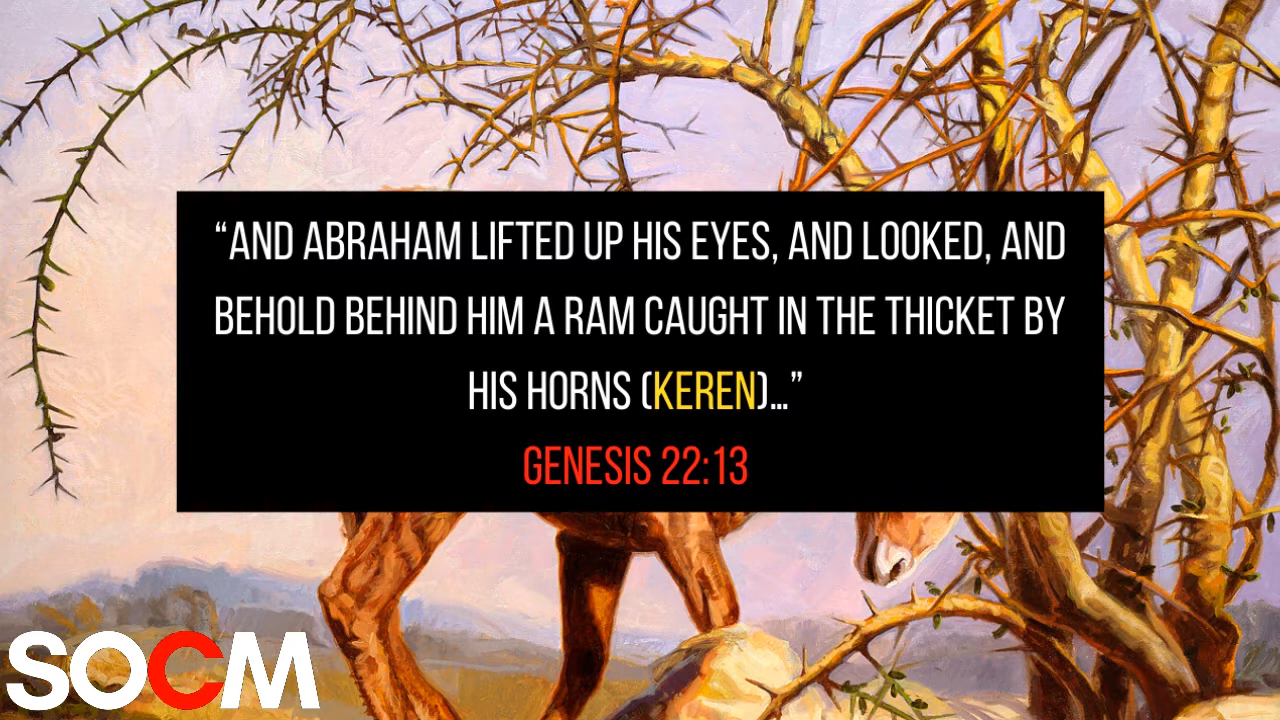 “AND ABRAHAM LIFTED UP HIS EYES, AND LOOKED, AND
BEHOLD BEHIND HIM A RAM CAUGHT IN THE THICKET BY
HIS HORNS (KEREN)…”
GENESIS 22:13
SOCM